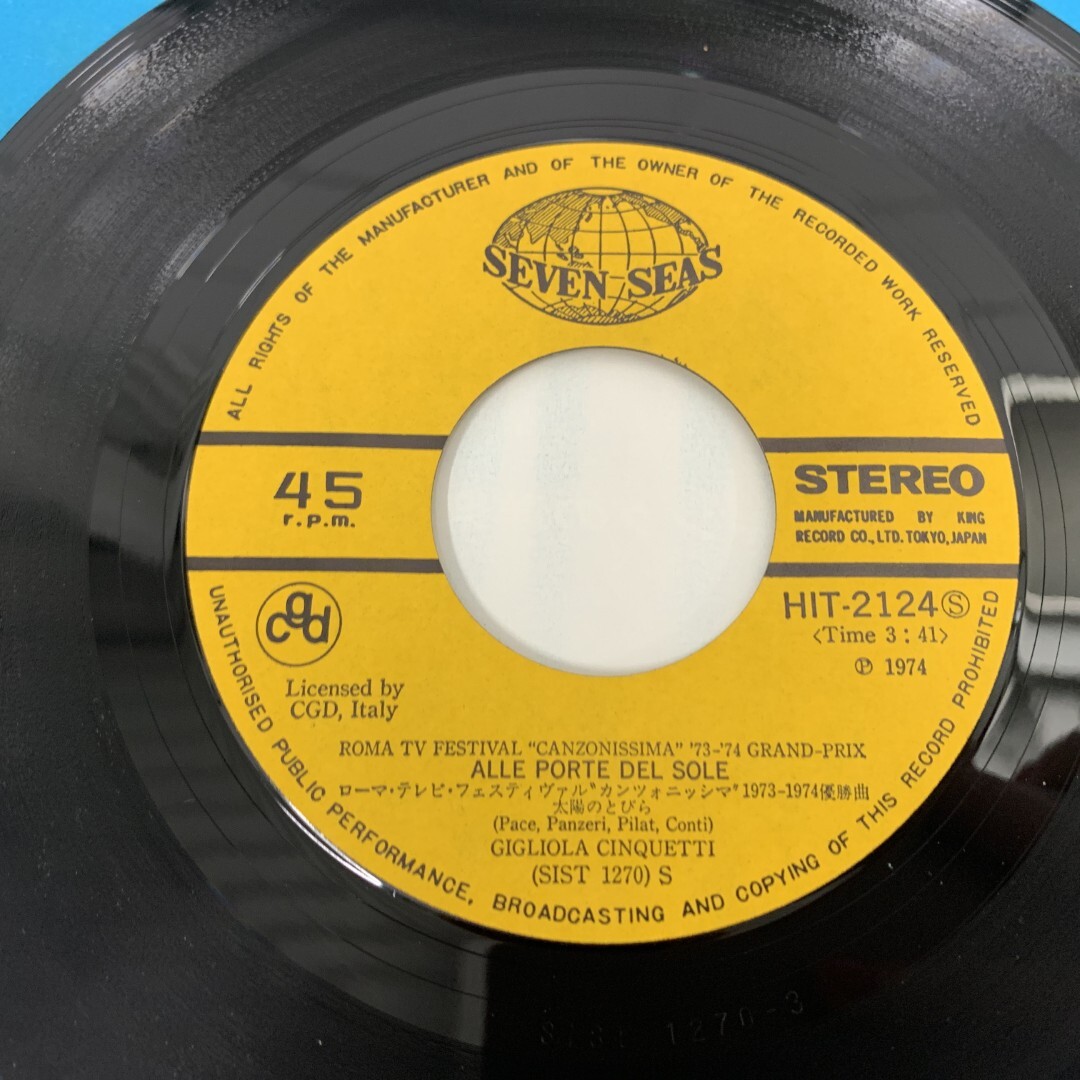 ALL RIGHTS OF THE MANUFACTURER AND OF THE OWNER OF THE RECORDED WORK RESERVED
SEVEN SEAS
45
r.p.m.
STEREO
MANUFACTURED BY KING
RECORD CO., LTD. TOKYO, JAPAN
HIT-2124Ⓢ
〈Time 3:41〉
Ⓟ 1974
cgd
Licensed by
CGD, Italy
ROMA TV FESTIVAL "CANZONISSIMA" '73-'74 GRAND-PRIX
ALLE PORTE DEL SOLE
ローマ・テレビ・フェスティヴァル"カンツォニッシマ"1973-1974優勝曲
太陽のとびら
(Pace, Panzeri, Pilat, Conti)
GIGLIOLA CINQUETTI
(SIST 1270) S
UNAUTHORISED PUBLIC PERFORMANCE, BROADCASTING AND COPYING OF THIS RECORD PROHIBITED
SIST 1270-3